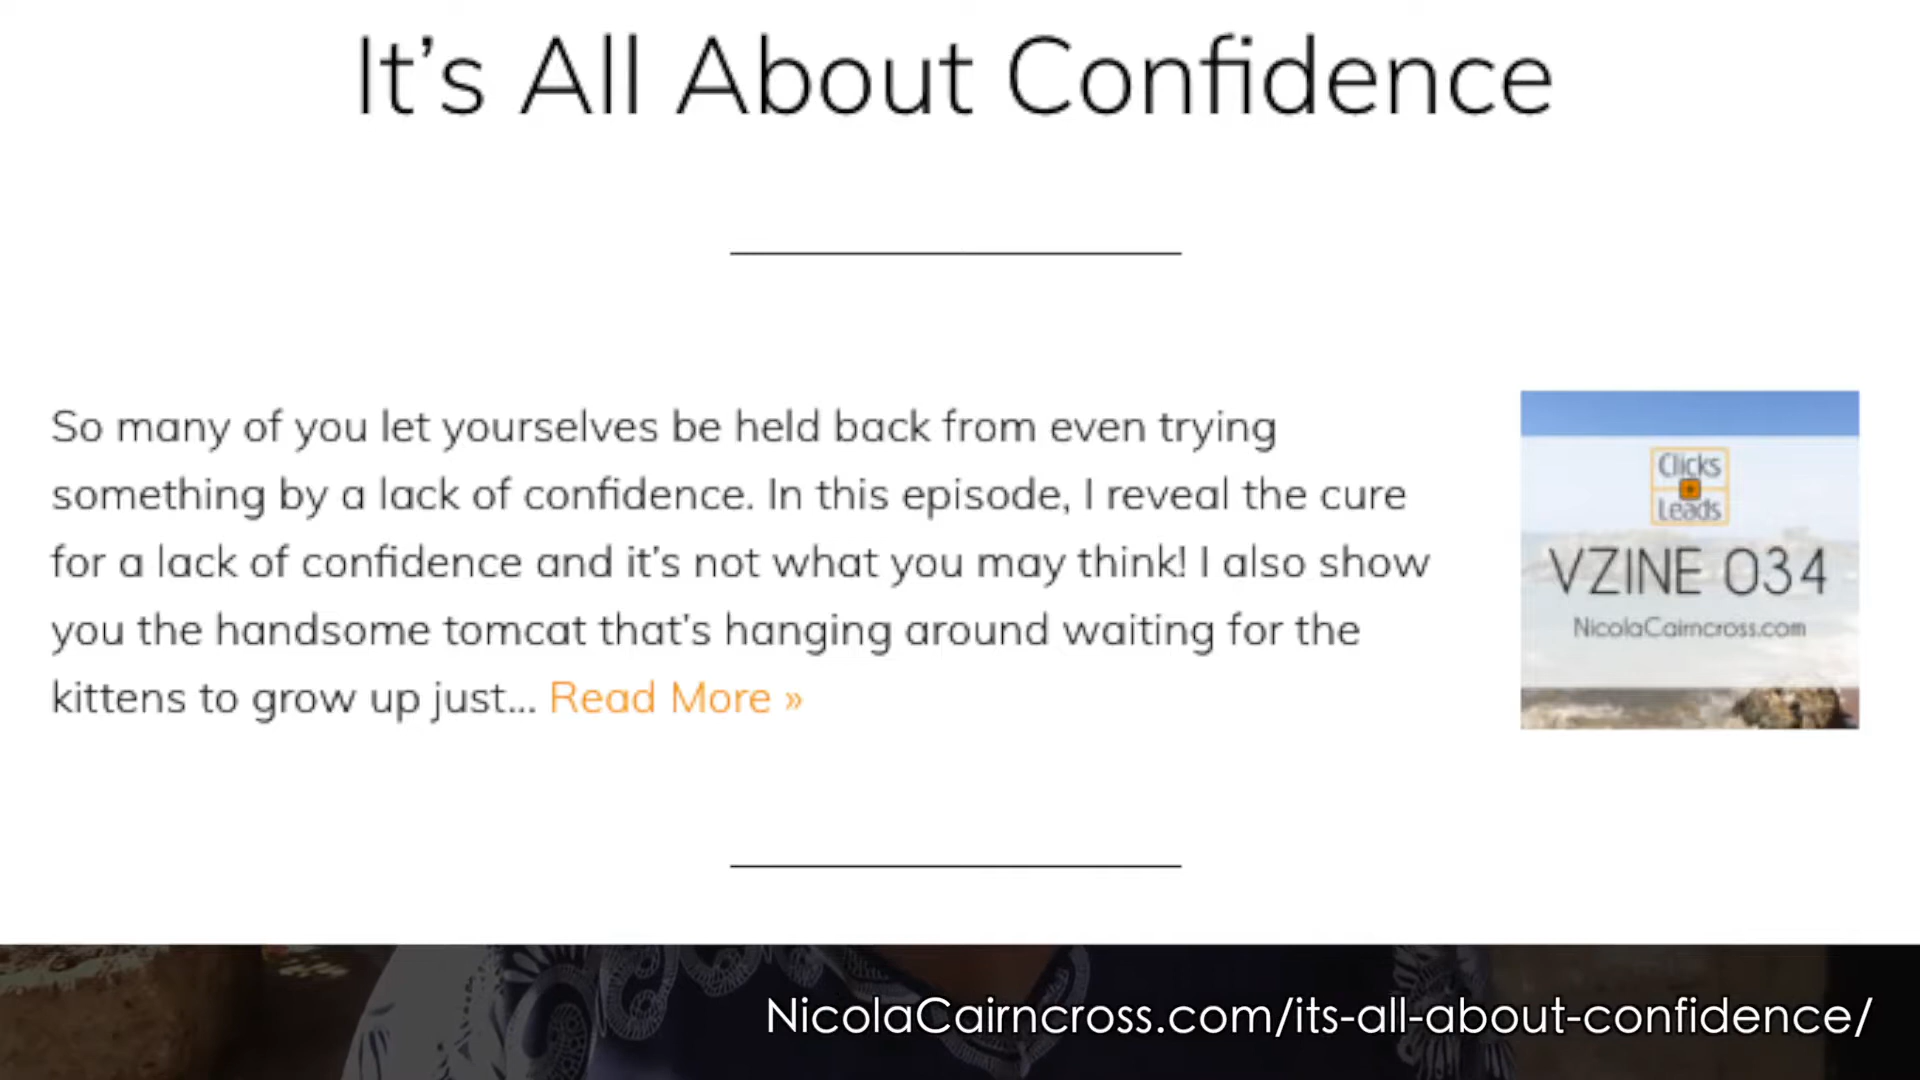 It's All About Confidence
So many of you let yourselves be held back from even trying
something by a lack of confidence. In this episode, I reveal the cure
for a lack of confidence and it's not what you may think! I also show
you the handsome tomcat that's hanging around waiting for the
kittens to grow up just... Read More »
Clicks
Leads
VZINE 034
NicolaCairncross.com
NicolaCairncross.com/its-all-about-confidence/